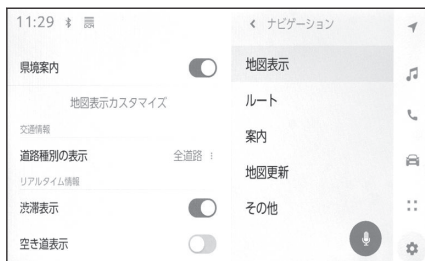 11:29
県境案内
地図表示カスタマイズ
交通情報
道路種別の表示 全道路
リアルタイム情報
渋滞表示
空き道表示
ナビゲーション
地図表示
ルート
案内
地図更新
その他